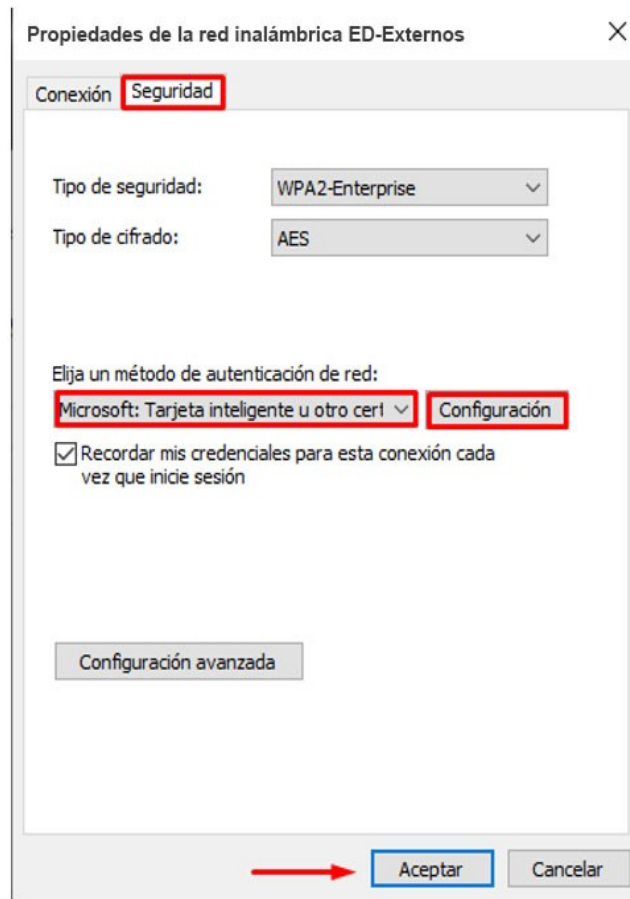 Propiedades de la red inalámbrica ED-Externos
Conexión Seguridad
Tipo de seguridad: WPA2-Enterprise
Tipo de cifrado: AES
Elija un método de autenticación de red:
Microsoft: Tarjeta inteligente u otro cert Configuración
Recordar mis credenciales para esta conexión cada
vez que inicie sesión
Configuración avanzada
Aceptar Cancelar